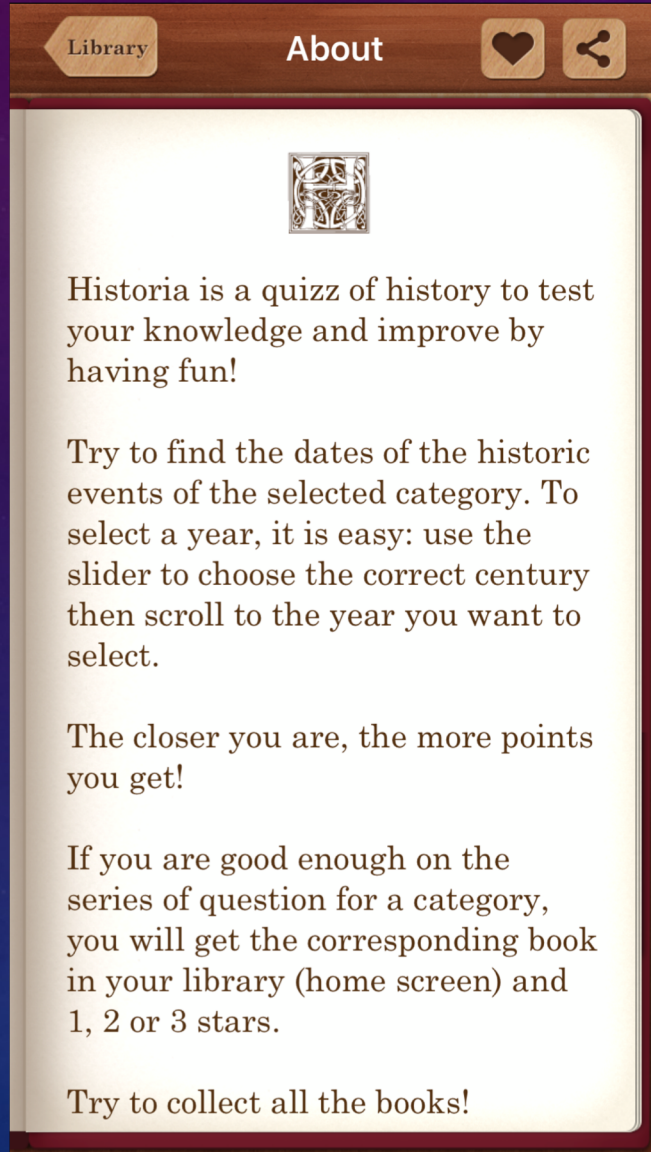 Library
About
H
Historia is a quizz of history to test
your knowledge and improve by
having fun!
Try to find the dates of the historic
events of the selected category. To
select a year, it is easy: use the
slider to choose the correct century
then scroll to the year you want to
select.
The closer you are, the more points
you get!
If you are good enough on the
series of question for a category,
you will get the corresponding book
in your library (home screen) and
1, 2 or 3 stars.
Try to collect all the books!